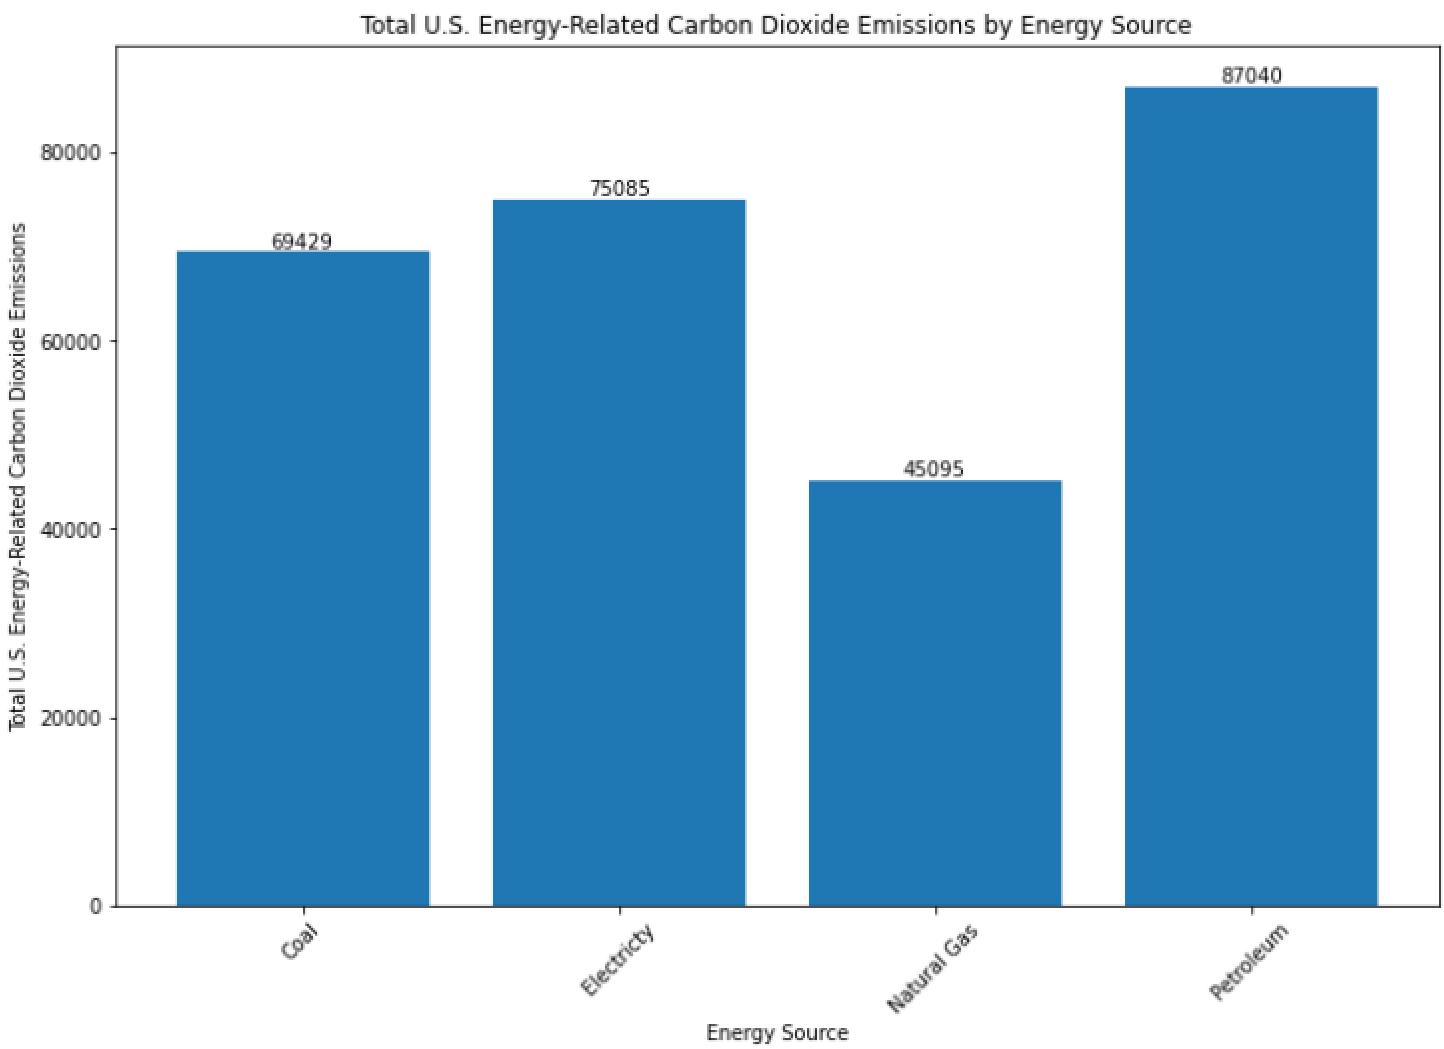 Total U.S. Energy-Related Carbon Dioxide Emissions by Energy Source
87040
80000
75085
69429
60000
45095
40000
20000
0
Total U.S. Energy-Related Carbon Dioxide Emissions
Coal
Electricty
Natural Gas
Petroleum
Energy Source